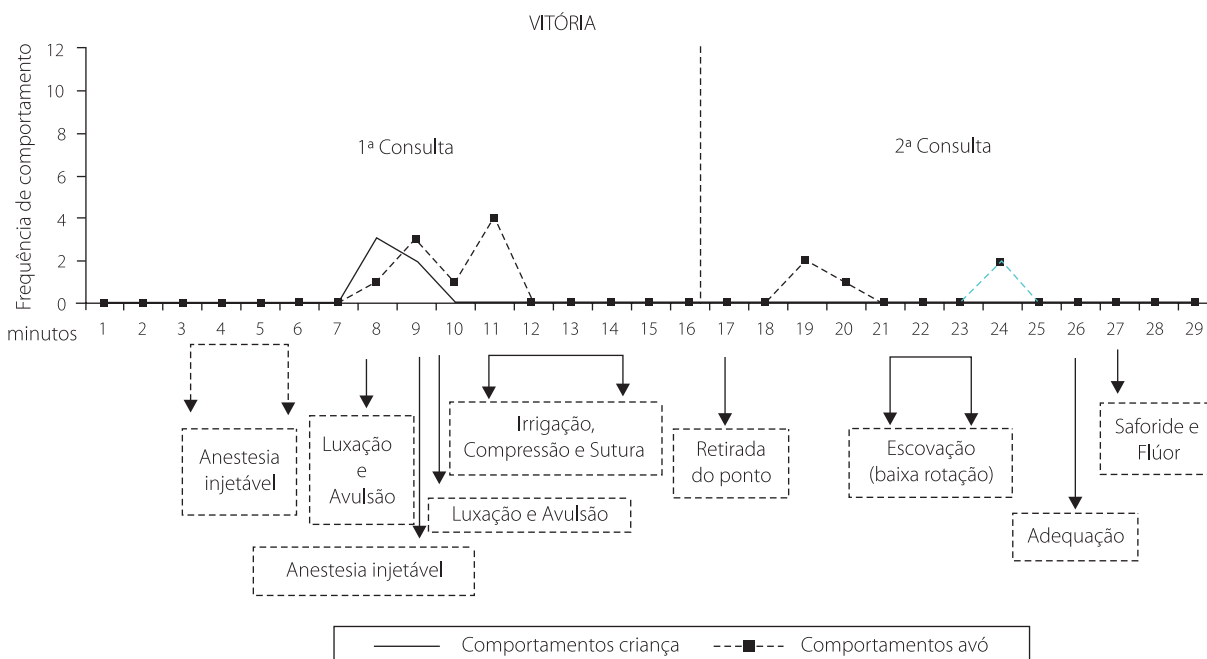 VITÓRIA
Frequência de comportamento
12
10
8
6
4
2
0
1ª Consulta
2ª Consulta
minutos
1 2 3 4 5 6 7 8 9 10 11 12 13 14 15 16 17 18 19 20 21 22 23 24 25 26 27 28 29
Anestesia
injetável
Luxação
e
Avulsão
Anestesia injetável
Irrigação,
Compressão e Sutura
Luxação e Avulsão
Retirada
do ponto
Escovação
(baixa rotação)
Adequação
Saforide e
Flúor
Comportamentos criança
Comportamentos avó